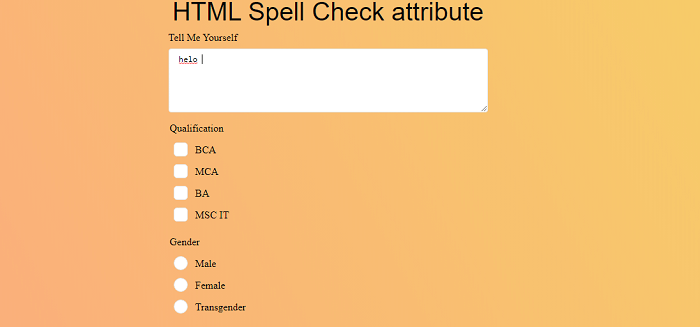 HTML Spell Check attribute
Tell Me Yourself
helo
Qualification
BCA
MCA
BA
MSC IT
Gender
Male
Female
Transgender